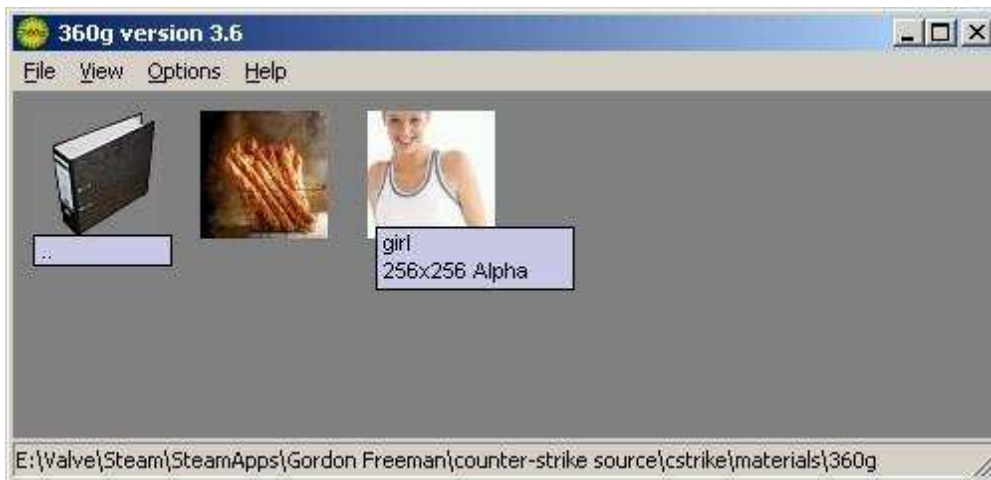 360g version 3.6
File View Options Help
..
girl
256x256 Alpha
E:\Valve\Steam\SteamApps\Gordon Freeman\counter-strike source\cstrike\materials\360g